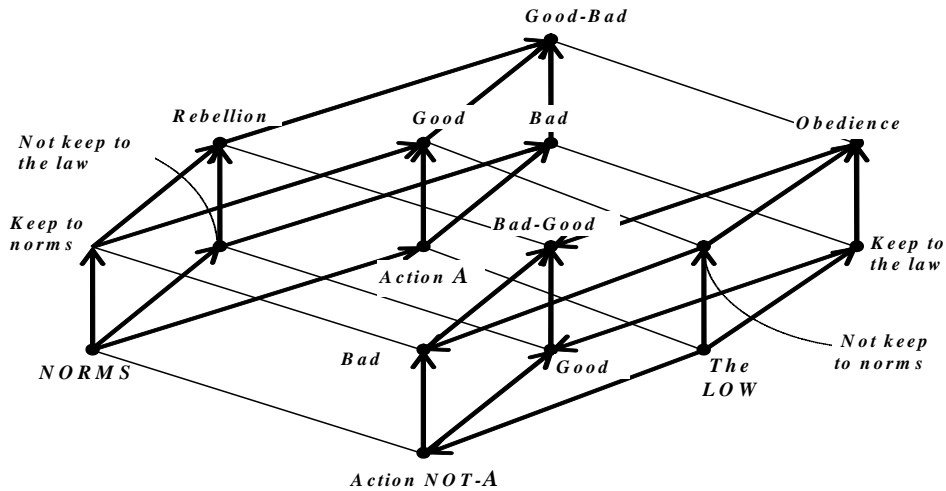 Good-Bad
Rebellion
Good
Bad
Obedience
Not keep to
the law
Keep to
norms
Bad-Good
Action A
Keep to
the law
NORMS
Bad
Good
The
LOW
Not keep
to norms
Action NOT-A